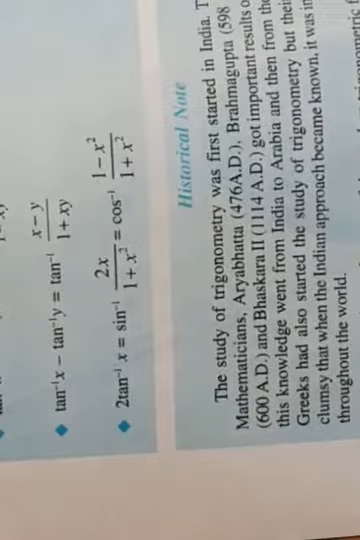 tan⁻¹x – tan⁻¹y = tan⁻¹ (x – y)/(1 + xy)
2tan⁻¹ x = sin⁻¹ 2x/(1 + x²) = cos⁻¹ (1 – x²)/(1 + x²)
Historical Note
The study of trigonometry was first started in India. T
Mathematicians, Aryabhatta (476A.D.), Brahmagupta (598
(600 A.D.) and Bhaskara II (1114 A.D.) got important results o
this knowledge went from India to Arabia and then from the
Greeks had also started the study of trigonometry but thei
clumsy that when the Indian approach became known, it was in
throughout the world.